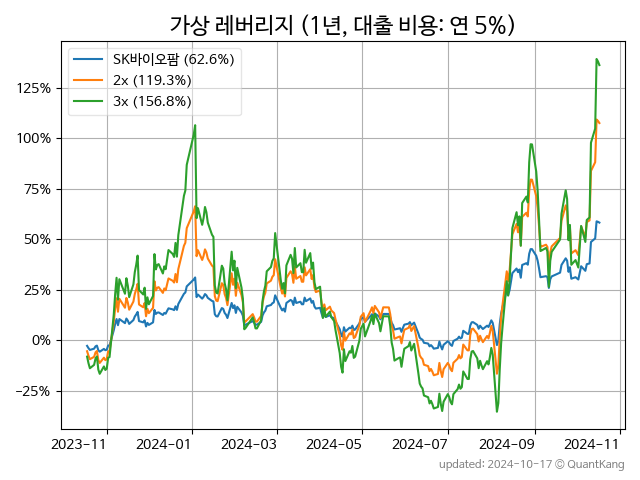 가상 레버리지 (1년, 대출 비용: 연 5%)
SK바이오팜 (62.6%)
2x (119.3%)
3x (156.8%)
125%
100%
75%
50%
25%
0%
−25%
2023-11 2024-01 2024-03 2024-05 2024-07 2024-09 2024-11
updated: 2024-10-17 © QuantKang